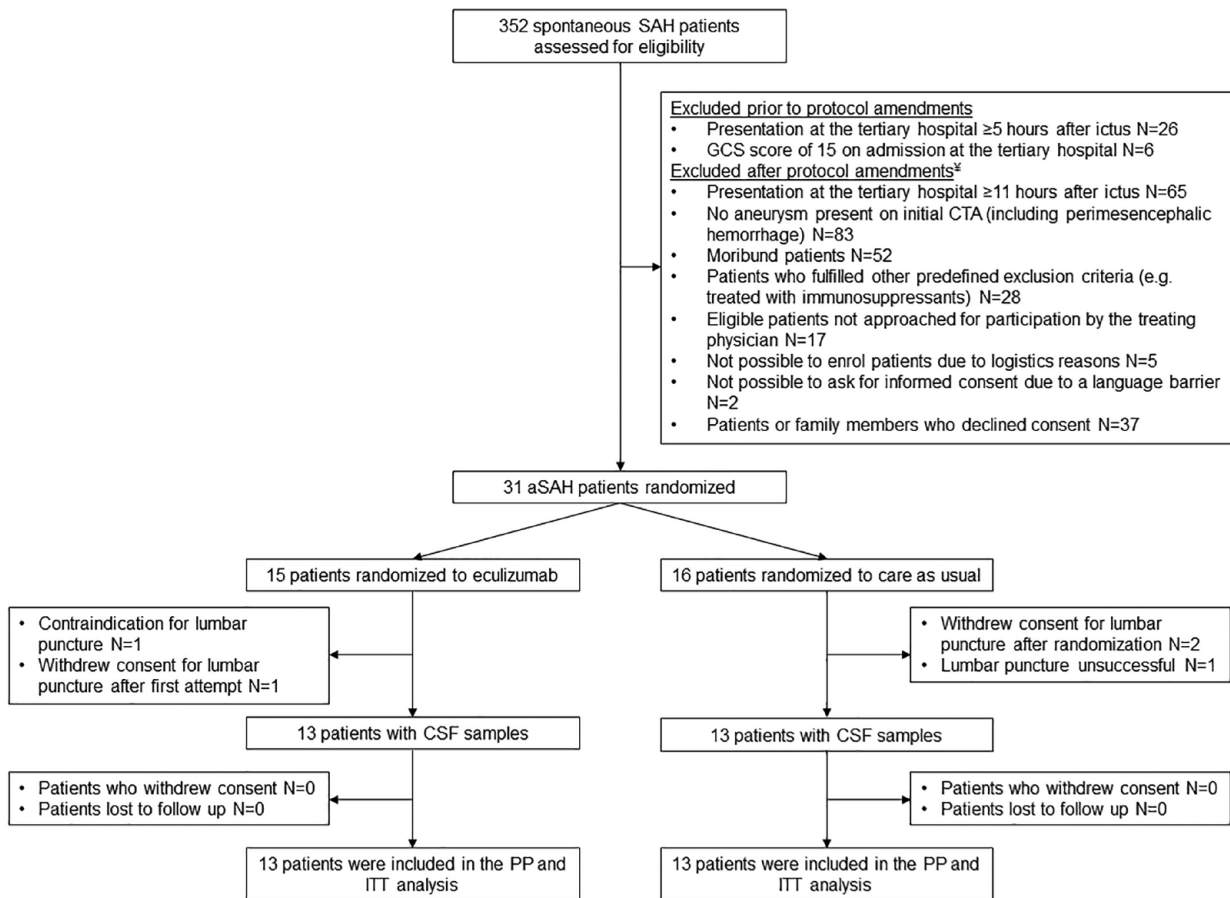 352 spontaneous SAH patients
assessed for eligibility
Excluded prior to protocol amendments
• Presentation at the tertiary hospital ≥5 hours after ictus N=26
• GCS score of 15 on admission at the tertiary hospital N=6
Excluded after protocol amendments¥
• Presentation at the tertiary hospital ≥11 hours after ictus N=65
• No aneurysm present on initial CTA (including perimesencephalic
hemorrhage) N=83
• Moribund patients N=52
• Patients who fulfilled other predefined exclusion criteria (e.g.
treated with immunosuppressants) N=28
• Eligible patients not approached for participation by the treating
physician N=17
• Not possible to enrol patients due to logistics reasons N=5
• Not possible to ask for informed consent due to a language barrier
N=2
• Patients or family members who declined consent N=37
31 aSAH patients randomized
15 patients randomized to eculizumab
16 patients randomized to care as usual
• Contraindication for lumbar
puncture N=1
• Withdrew consent for lumbar
puncture after first attempt N=1
• Withdrew consent for lumbar
puncture after randomization N=2
• Lumbar puncture unsuccessful N=1
13 patients with CSF samples
13 patients with CSF samples
• Patients who withdrew consent N=0
• Patients lost to follow up N=0
• Patients who withdrew consent N=0
• Patients lost to follow up N=0
13 patients were included in the PP and
ITT analysis
13 patients were included in the PP and
ITT analysis